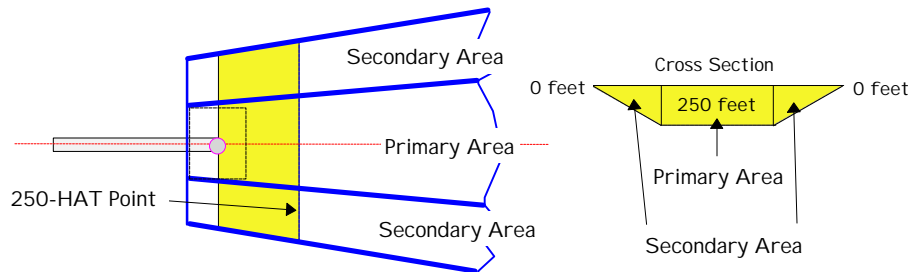 Secondary Area
Primary Area
250-HAT Point
Secondary Area
Cross Section
0 feet
0 feet
250 feet
Primary Area
Secondary Area